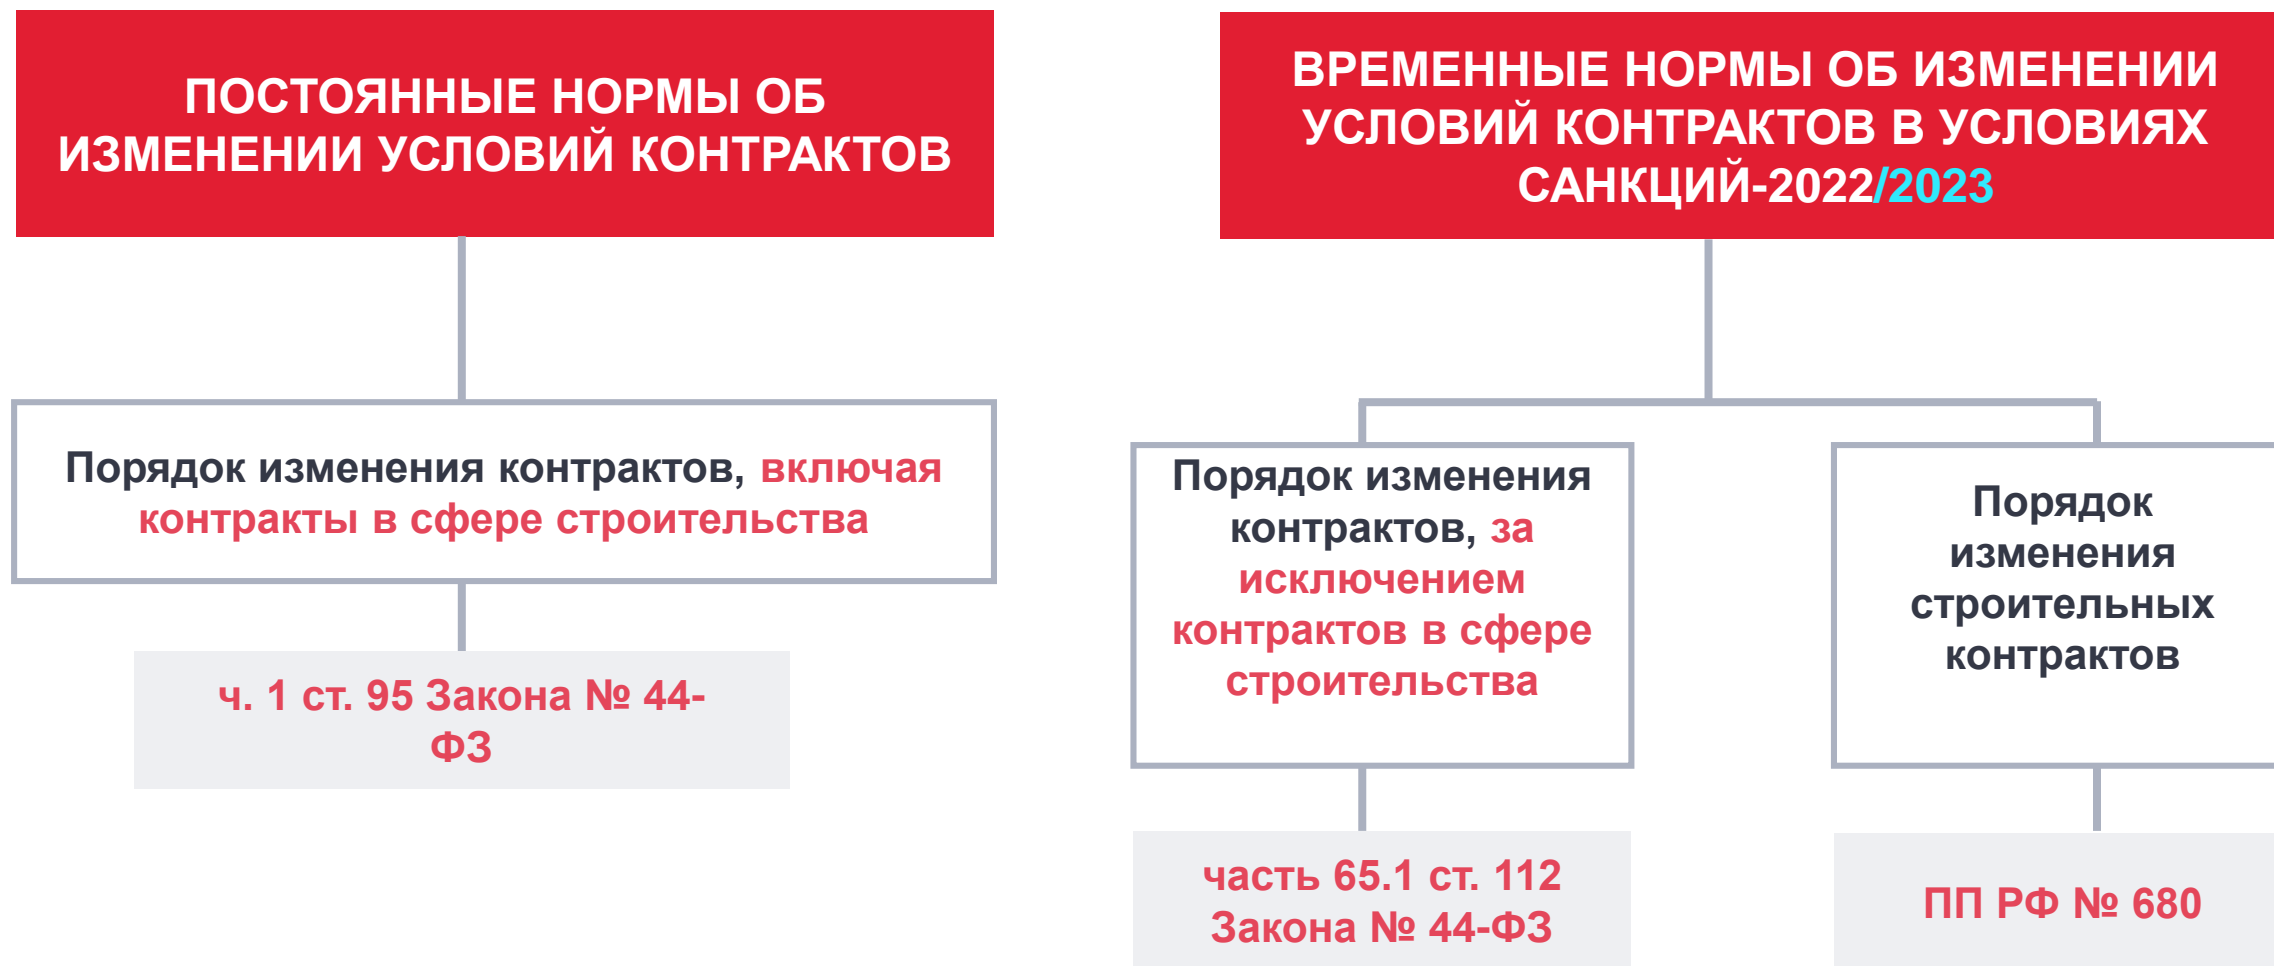 ПОСТОЯННЫЕ НОРМЫ ОБ
ИЗМЕНЕНИИ УСЛОВИЙ КОНТРАКТОВ
Порядок изменения контрактов, включая
контракты в сфере строительства
ч. 1 ст. 95 Закона № 44-
ФЗ
ВРЕМЕННЫЕ НОРМЫ ОБ ИЗМЕНЕНИИ
УСЛОВИЙ КОНТРАКТОВ В УСЛОВИЯХ
САНКЦИЙ-2022/2023
Порядок изменения
контрактов, за
исключением
контрактов в сфере
строительства
часть 65.1 ст. 112
Закона № 44-ФЗ
Порядок
изменения
строительных
контрактов
ПП РФ № 680